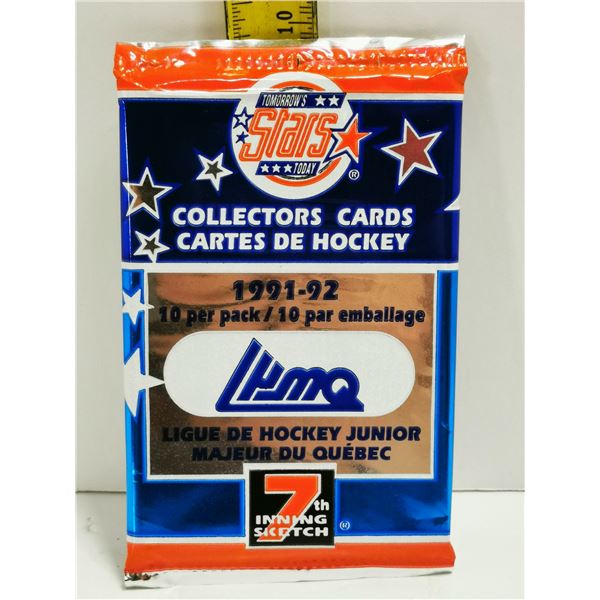 10
TOMORROW'S
Stars
TODAY
®
COLLECTORS CARDS
CARTES DE HOCKEY
1991-92
10 per pack / 10 par emballage
LHJMQ
LIGUE DE HOCKEY JUNIOR
MAJEUR DU QUÉBEC
7th
INNING
SKETCH ®